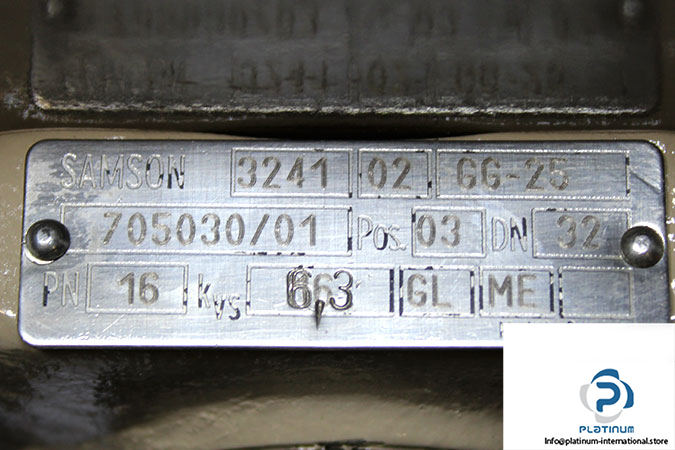 SAMSON 3241 02 GG-25
705030/01 Pos. 03 DN 32
PN 16 Kvs 6,3 GL ME
PLATINUM
Info@platinum-international.store